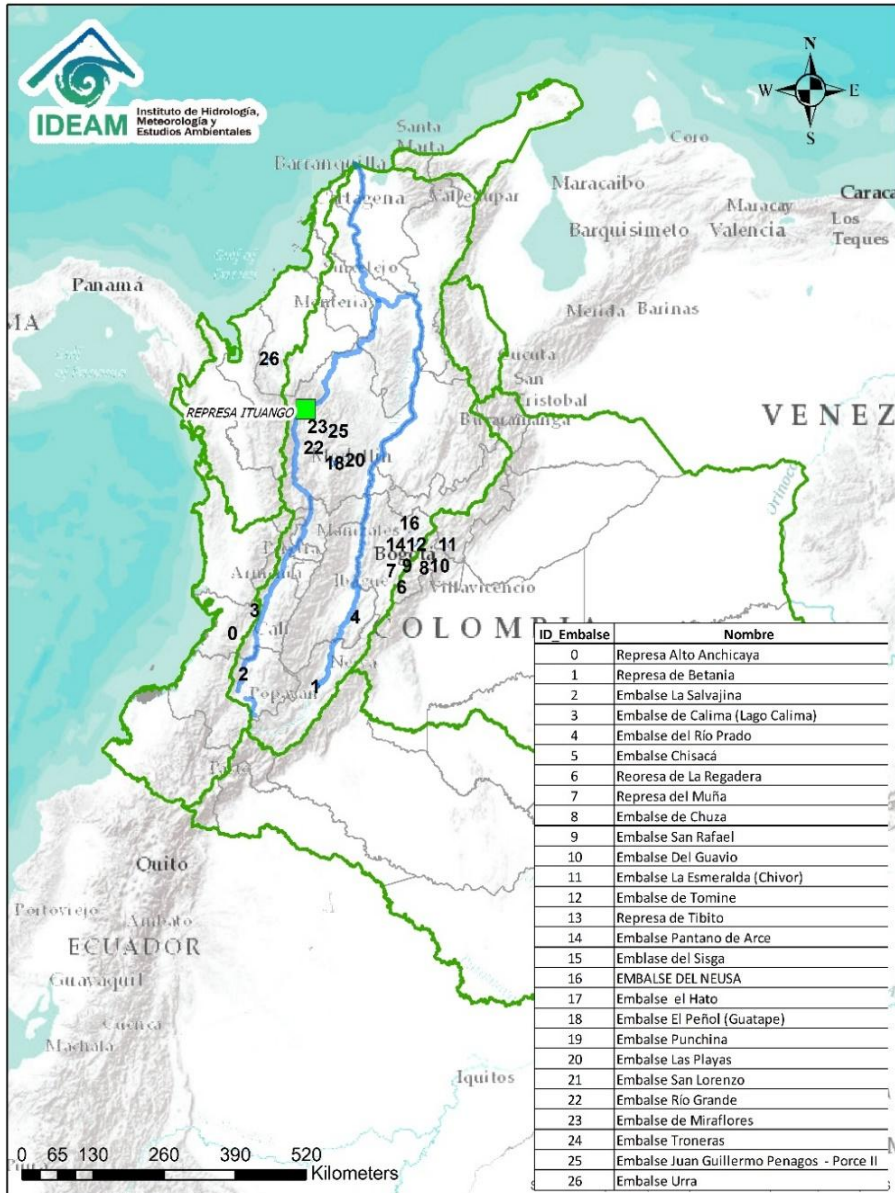 IDEAM
Instituto de Hidrología,
Meteorología y
Estudios Ambientales
N
W
E
S
Santa
Marta
Barranquilla
Coro
Valledupar
Maracaibo
Maracay
Caraca
Barquisimeto
Valencia
Los
Teques
Panamá
Montería
Merida
Barinas
MA
26
Cucuta
San
Cristobal
REPRESA ITUANGO
Bucaramanga
VENEZ
23
25
22
18
20
Orinoco
16
Manizales
14
12
11
Bogotá
9
8
10
7
Ibague
6
Villavicencio
Armenia
3
4
0
Cali
COLOMBIA
Neiva
2
1
Popayan
Pasto
Quito
Portoviejo
Ambato
ECUADOR
Guayaquil
Cuenca
Machala
Iquitos
ID_Embalse Nombre
0 Represa Alto Anchicaya
1 Represa de Betania
2 Embalse La Salvajina
3 Embalse de Calima (Lago Calima)
4 Embalse del Río Prado
5 Embalse Chisacá
6 Reoresa de La Regadera
7 Represa del Muña
8 Embalse de Chuza
9 Embalse San Rafael
10 Embalse Del Guavio
11 Embalse La Esmeralda (Chivor)
12 Embalse de Tomine
13 Represa de Tibito
14 Embalse Pantano de Arce
15 Emblase del Sisga
16 EMBALSE DEL NEUSA
17 Embalse el Hato
18 Embalse El Peñol (Guatape)
19 Embalse Punchina
20 Embalse Las Playas
21 Embalse San Lorenzo
22 Embalse Río Grande
23 Embalse de Miraflores
24 Embalse Troneras
25 Embalse Juan Guillermo Penagos - Porce II
26 Embalse Urra
0 65 130 260 390 520
Kilometers